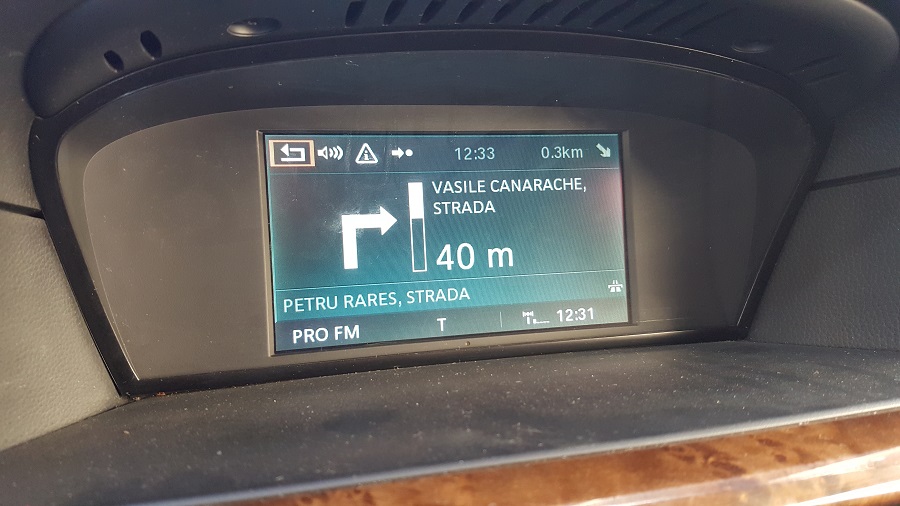 12:33 0.3km
VASILE CANARACHE,
STRADA
40 m
PETRU RARES, STRADA
PRO FM T 12:31